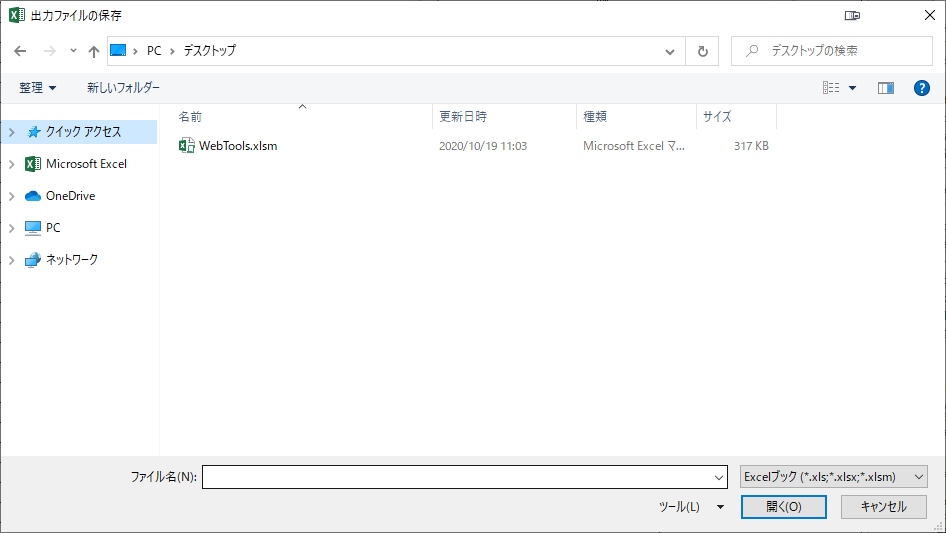 出力ファイルの保存
PC › デスクトップ
デスクトップの検索
整理 新しいフォルダー
名前 更新日時 種類 サイズ
クイック アクセス
WebTools.xlsm 2020/10/19 11:03 Microsoft Excel マ... 317 KB
Microsoft Excel
OneDrive
PC
ネットワーク
ファイル名(N): Excelブック (*.xls;*.xlsx;*.xlsm)
ツール(L) 開く(O) キャンセル